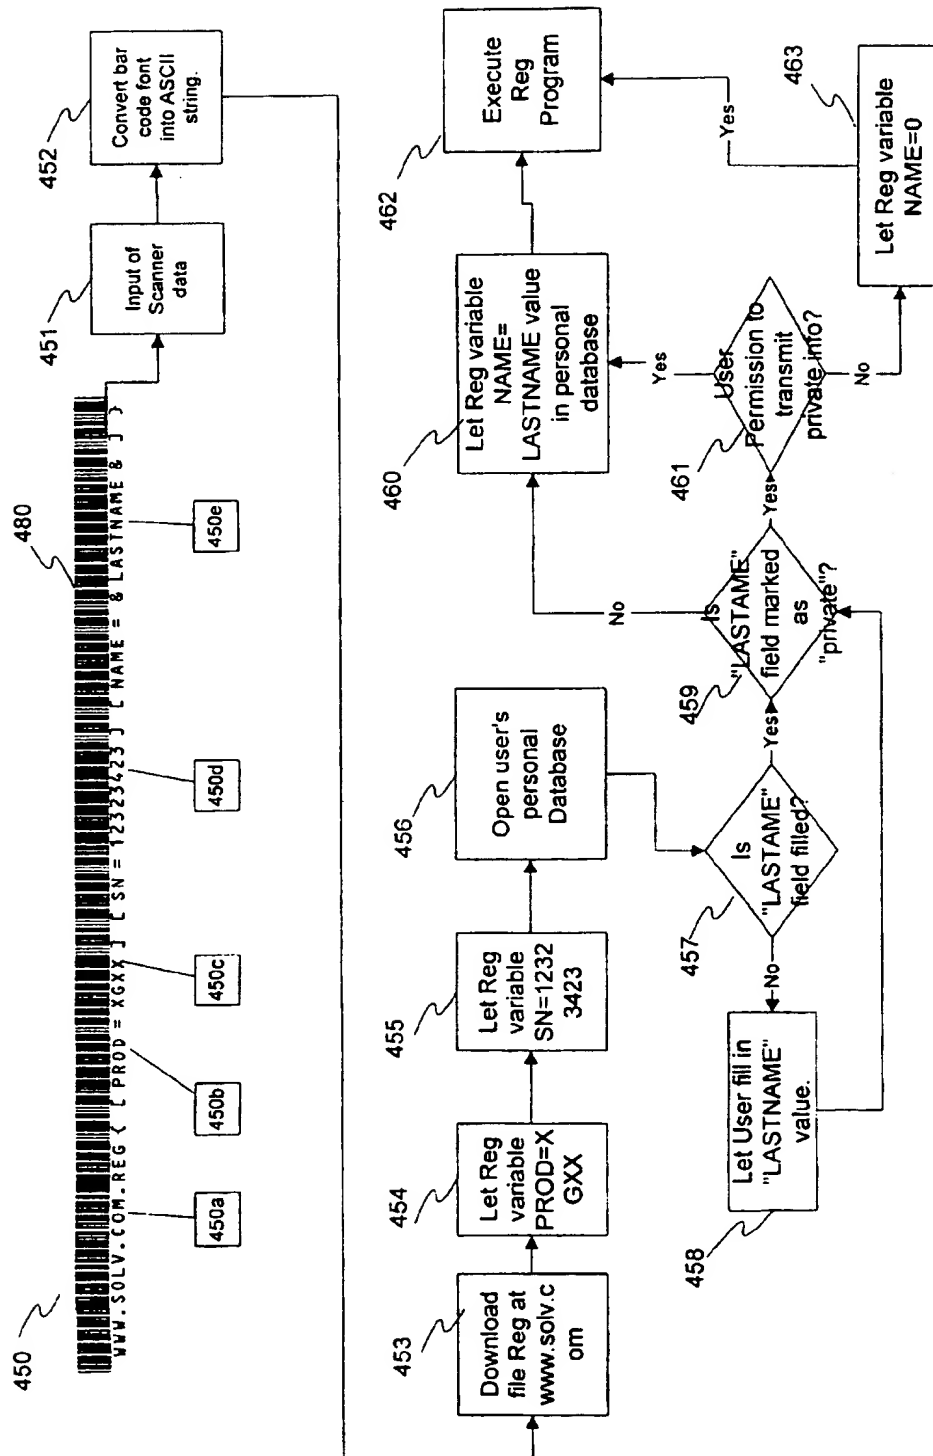 450
480
WWW.SOLV.COM.REG ( [ PROD = XGXX ] [ SN = 12323423 ] [ NAME = & LASTNAME & ] )
450a
450b
450c
450d
450e
451
Input of
Scanner
data
452
Convert bar
code font
into ASCII
string.
453
Download
file Reg at
www.solv.c
om
454
Let Reg
variable
PROD=X
GXX
455
Let Reg
variable
SN=1232
3423
456
Open user's
personal
Database
457
Is
"LASTAME"
field filled?
No
Yes
458
Let User fill in
"LASTNAME"
value.
459
Is
"LASTAME"
field marked
as
"private"?
No
Yes
460
Let Reg variable
NAME=
LASTNAME value
in personal
database
461
User
Permission to
transmit
private info?
Yes
No
462
Execute
Reg
Program
463
Let Reg variable
NAME=0
Yes